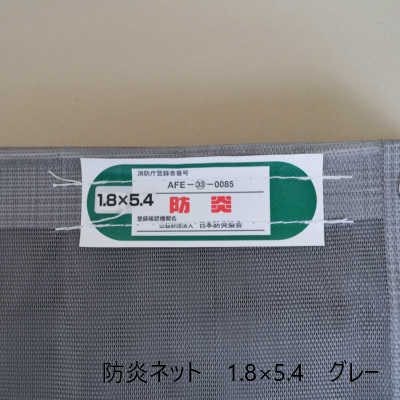 消防庁登録者番号
AFE-㉝-0085
1.8×5.4
防炎
登録確認機関名
公益財団法人 日本防炎協会
防炎ネット 1.8×5.4 グレー